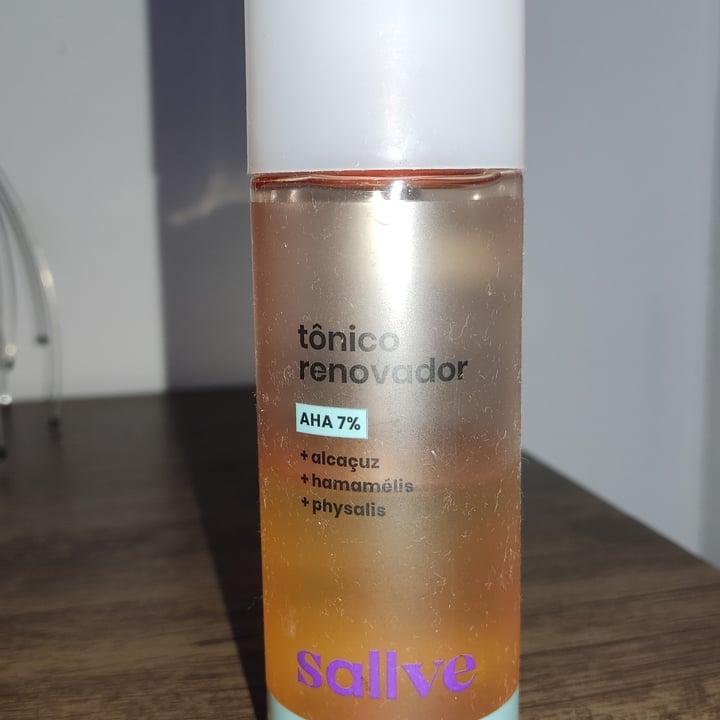 tônico
renovador
AHA 7%
+ alcaçuz
+ hamamélis
+ physalis
sallve